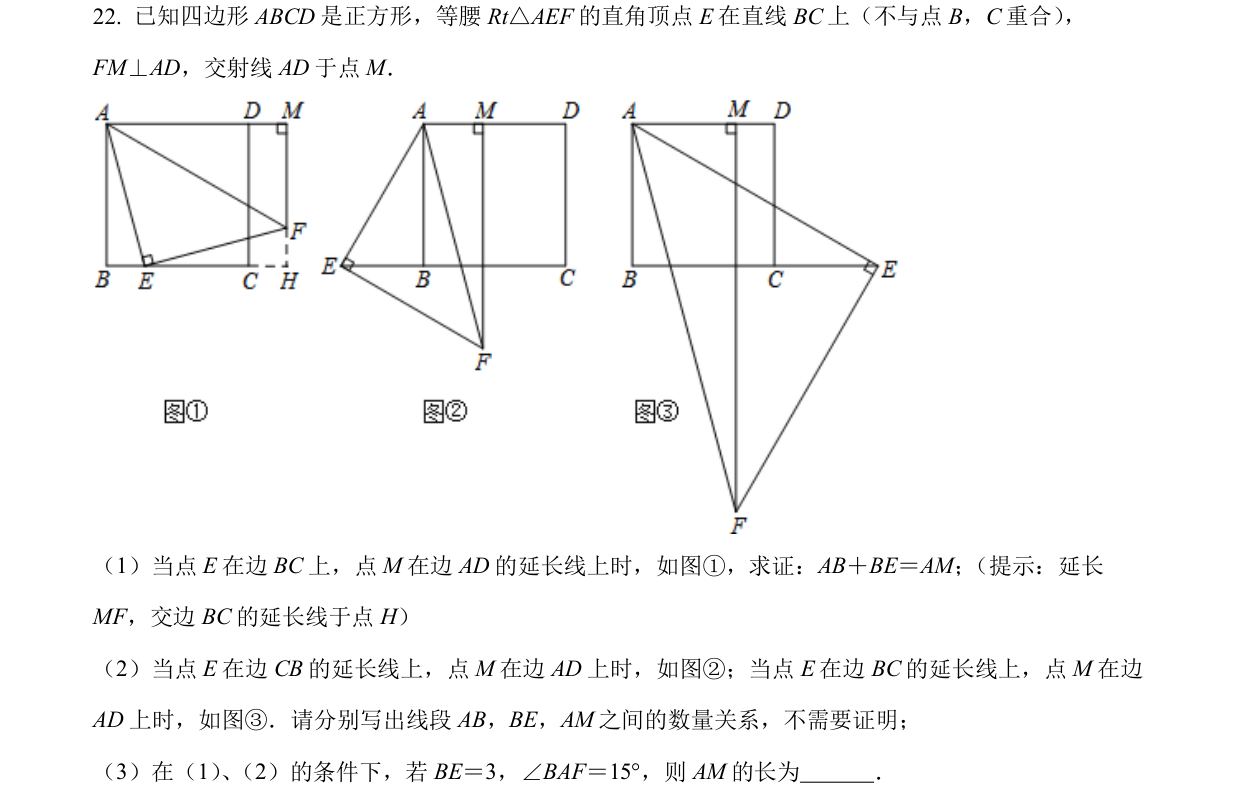 22. 已知四边形 ABCD 是正方形，等腰 Rt△AEF 的直角顶点 E 在直线 BC 上（不与点 B，C 重合），
FM⊥AD，交射线 AD 于点 M．
A D M
F
B E C H
图①
A M D
E B C
F
图②
A M D
B C E
F
图③
（1）当点 E 在边 BC 上，点 M 在边 AD 的延长线上时，如图①，求证：AB＋BE＝AM；（提示：延长
MF，交边 BC 的延长线于点 H）
（2）当点 E 在边 CB 的延长线上，点 M 在边 AD 上时，如图②；当点 E 在边 BC 的延长线上，点 M 在边
AD 上时，如图③．请分别写出线段 AB，BE，AM 之间的数量关系，不需要证明；
（3）在（1）、（2）的条件下，若 BE＝3，∠BAF＝15°，则 AM 的长为_______．